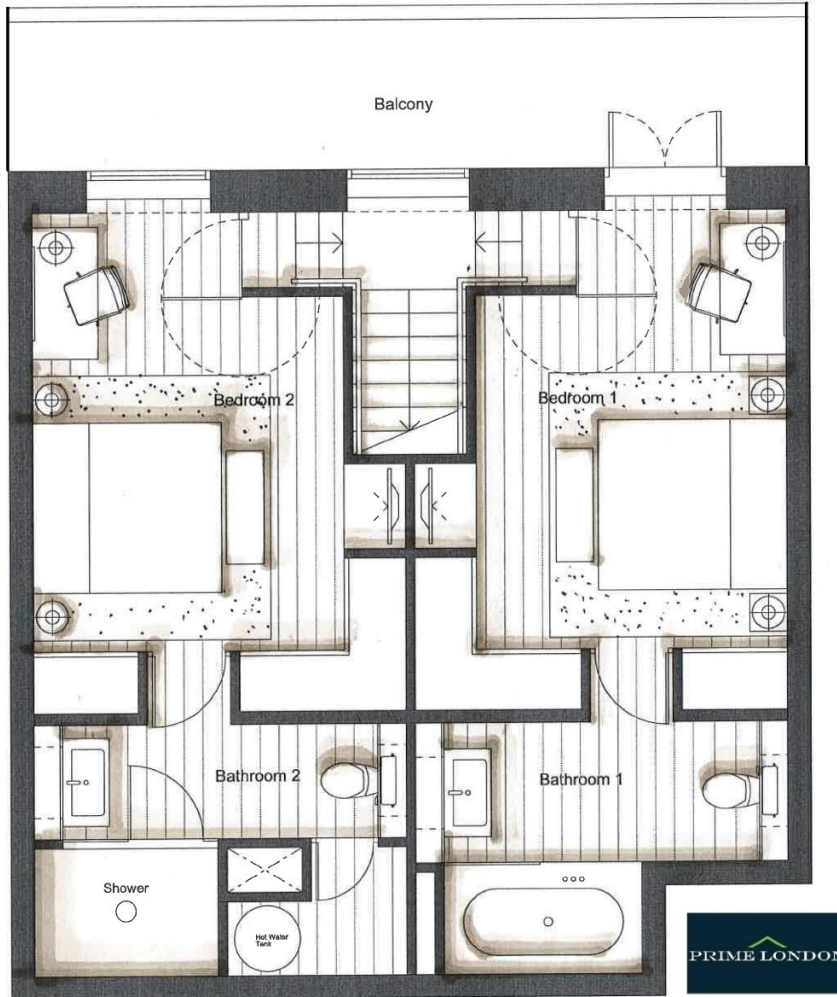 Balcony
Bedroom 2
Bedroom 1
Bathroom 2
Bathroom 1
Shower
Hot Water
Tank
PRIME LONDON